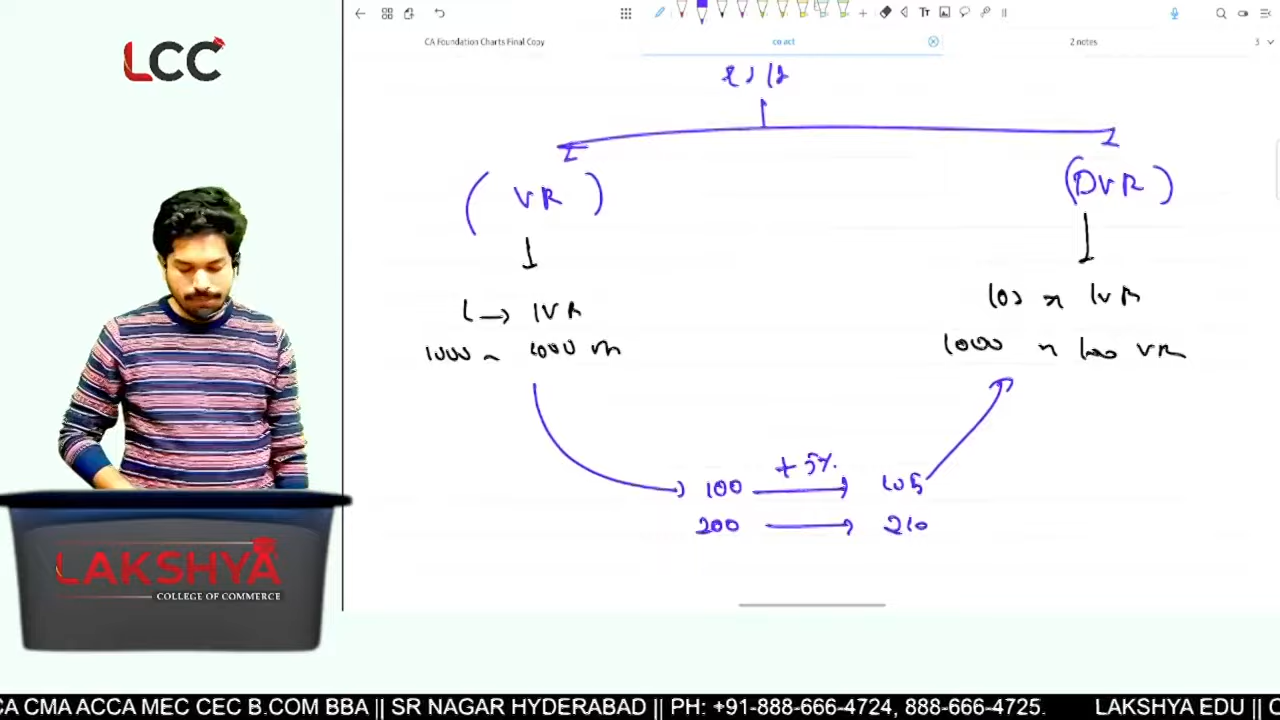 LCC
CA Foundation Charts Final Copy
co act
2 notes
3
Tт
( VR )
(DVR )
1 → 1VR
1000 ~ 1000 VR
100 → 1VR
1000 → 100 VR
100 +5% → 105
200 → 210
LAKSHYA
COLLEGE OF COMMERCE
CA CMA ACCA MEC CEC B.COM BBA || SR NAGAR HYDERABAD || PH: +91-888-666-4724, 888-666-4725. LAKSHYA EDU || C